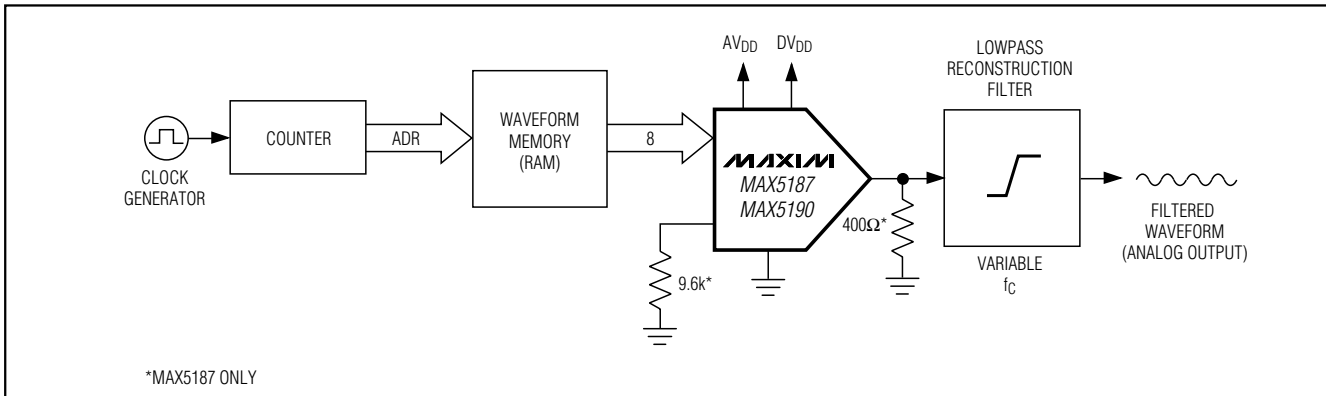 CLOCK
GENERATOR
COUNTER
ADR
WAVEFORM
MEMORY
(RAM)
8
AVDD
DVDD
MAXIM
MAX5187
MAX5190
9.6k*
400Ω*
LOWPASS
RECONSTRUCTION
FILTER
VARIABLE
fC
FILTERED
WAVEFORM
(ANALOG OUTPUT)
*MAX5187 ONLY